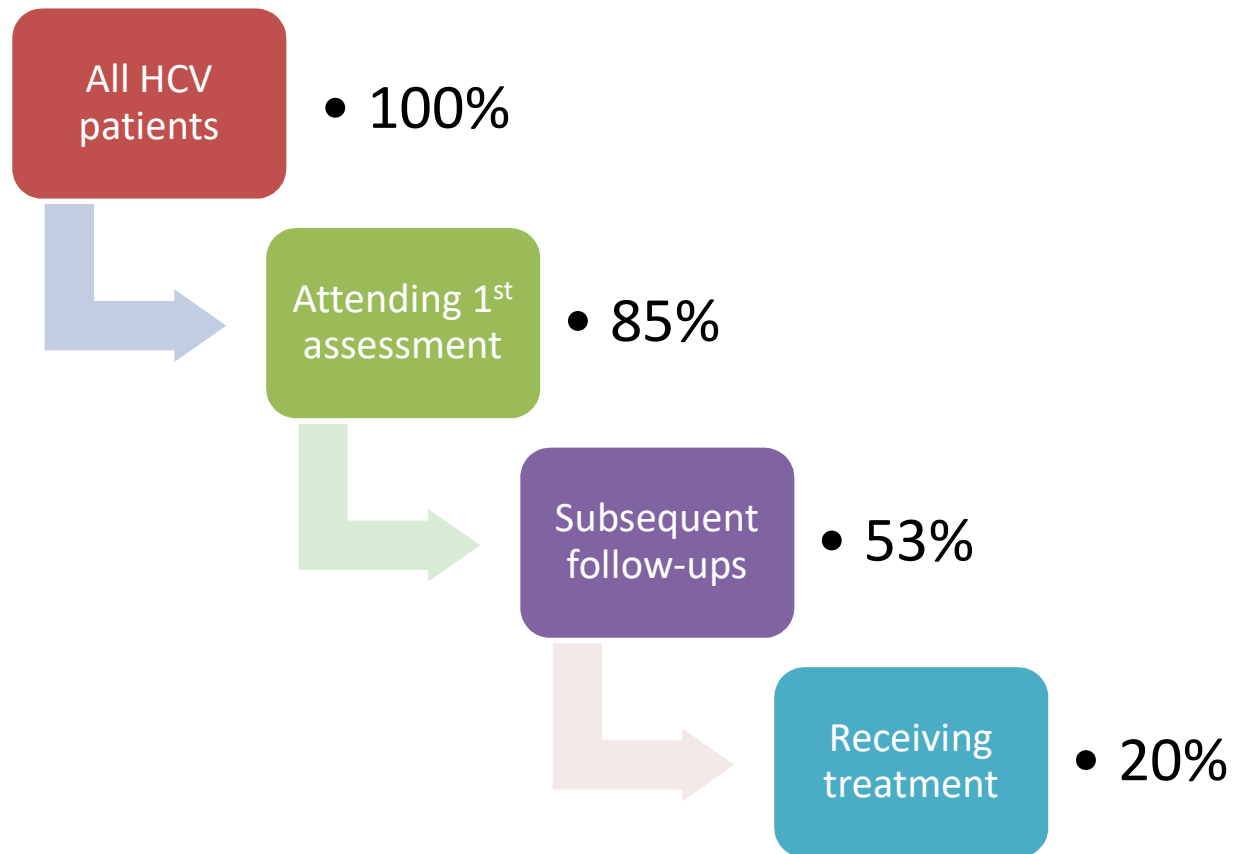 All HCV
patients
• 100%
Attending 1st
assessment
• 85%
Subsequent
follow-ups
• 53%
Receiving
treatment
• 20%